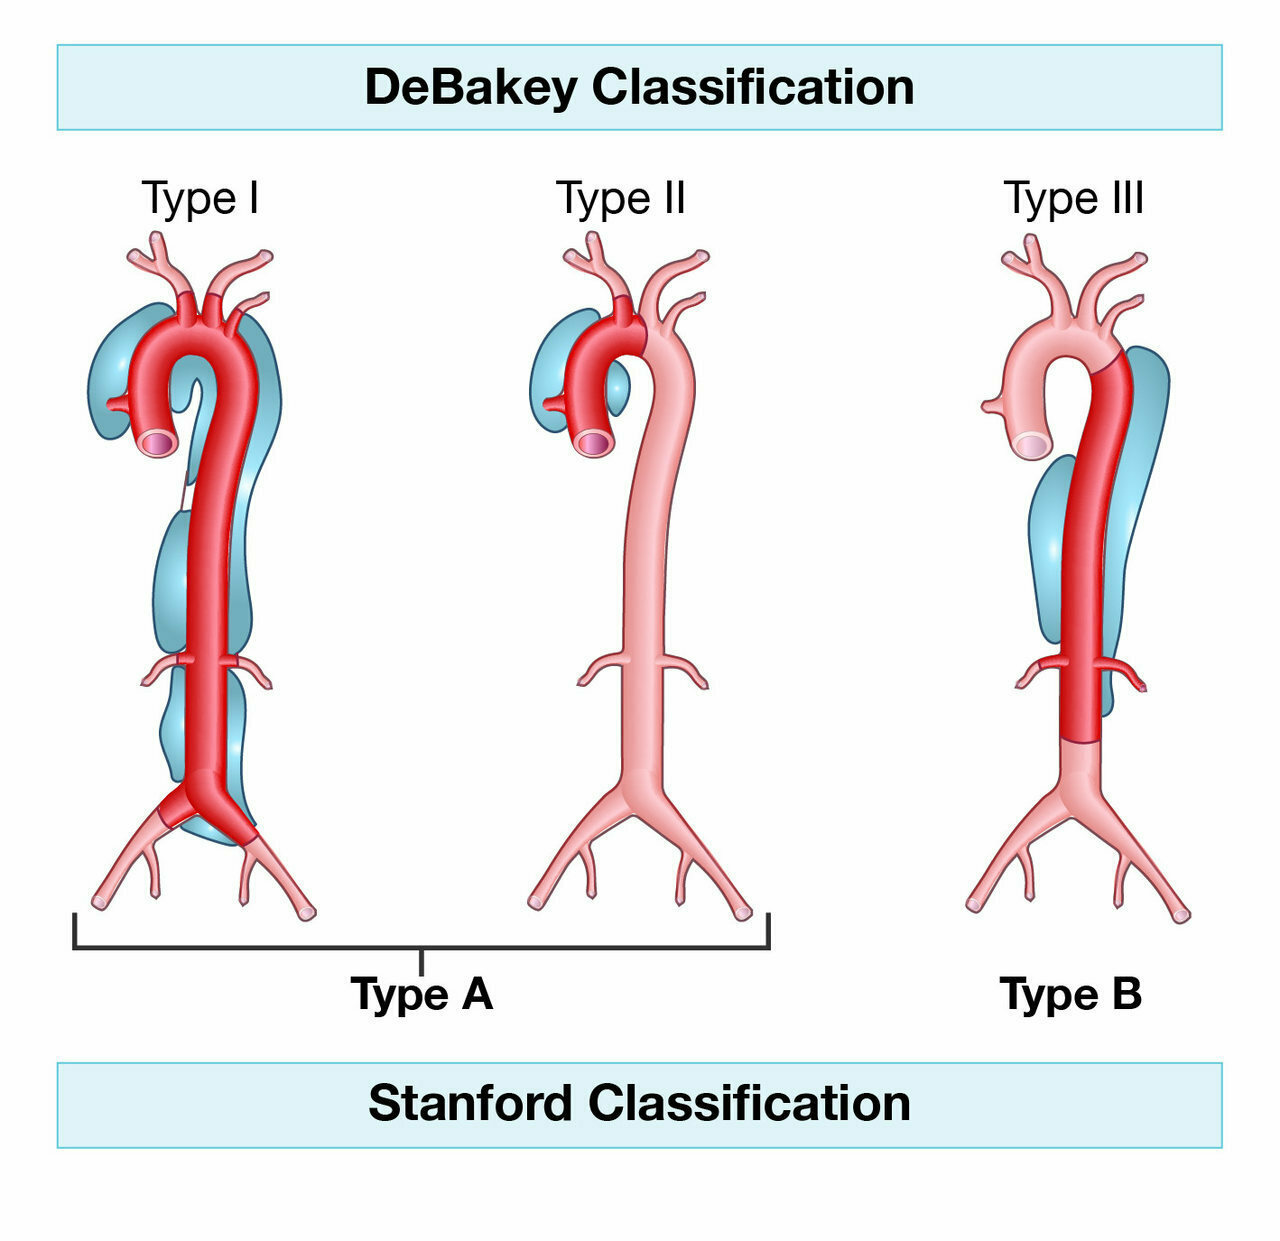 DeBakey Classification
Type I
Type II
Type III
Type A
Type B
Stanford Classification